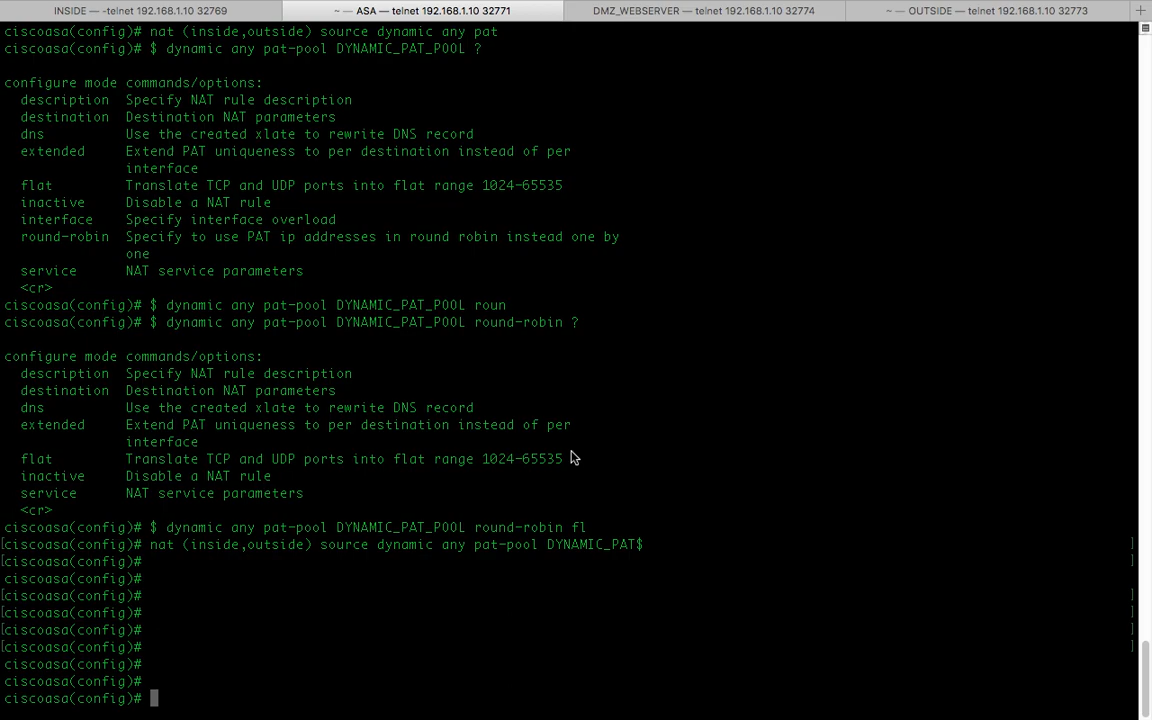 INSIDE — -telnet 192.168.1.10 32769
~ — ASA — telnet 192.168.1.10 32771
DMZ_WEBSERVER — telnet 192.168.1.10 32774
~ — OUTSIDE — telnet 192.168.1.10 32773
ciscoasa(config)# nat (inside,outside) source dynamic any pat
ciscoasa(config)# $ dynamic any pat-pool DYNAMIC_PAT_POOL ?
configure mode commands/options:
description Specify NAT rule description
destination Destination NAT parameters
dns Use the created xlate to rewrite DNS record
extended Extend PAT uniqueness to per destination instead of per
interface
flat Translate TCP and UDP ports into flat range 1024-65535
inactive Disable a NAT rule
interface Specify interface overload
round-robin Specify to use PAT ip addresses in round robin instead one by
one
service NAT service parameters
<cr>
ciscoasa(config)# $ dynamic any pat-pool DYNAMIC_PAT_POOL roun
ciscoasa(config)# $ dynamic any pat-pool DYNAMIC_PAT_POOL round-robin ?
configure mode commands/options:
description Specify NAT rule description
destination Destination NAT parameters
dns Use the created xlate to rewrite DNS record
extended Extend PAT uniqueness to per destination instead of per
interface
flat Translate TCP and UDP ports into flat range 1024-65535
inactive Disable a NAT rule
service NAT service parameters
<cr>
ciscoasa(config)# $ dynamic any pat-pool DYNAMIC_PAT_POOL round-robin fl
[ciscoasa(config)# nat (inside,outside) source dynamic any pat-pool DYNAMIC_PAT$ ]
[ciscoasa(config)# ]
ciscoasa(config)#
[ciscoasa(config)# ]
[ciscoasa(config)# ]
[ciscoasa(config)# ]
[ciscoasa(config)# ]
ciscoasa(config)#
ciscoasa(config)#
ciscoasa(config)#